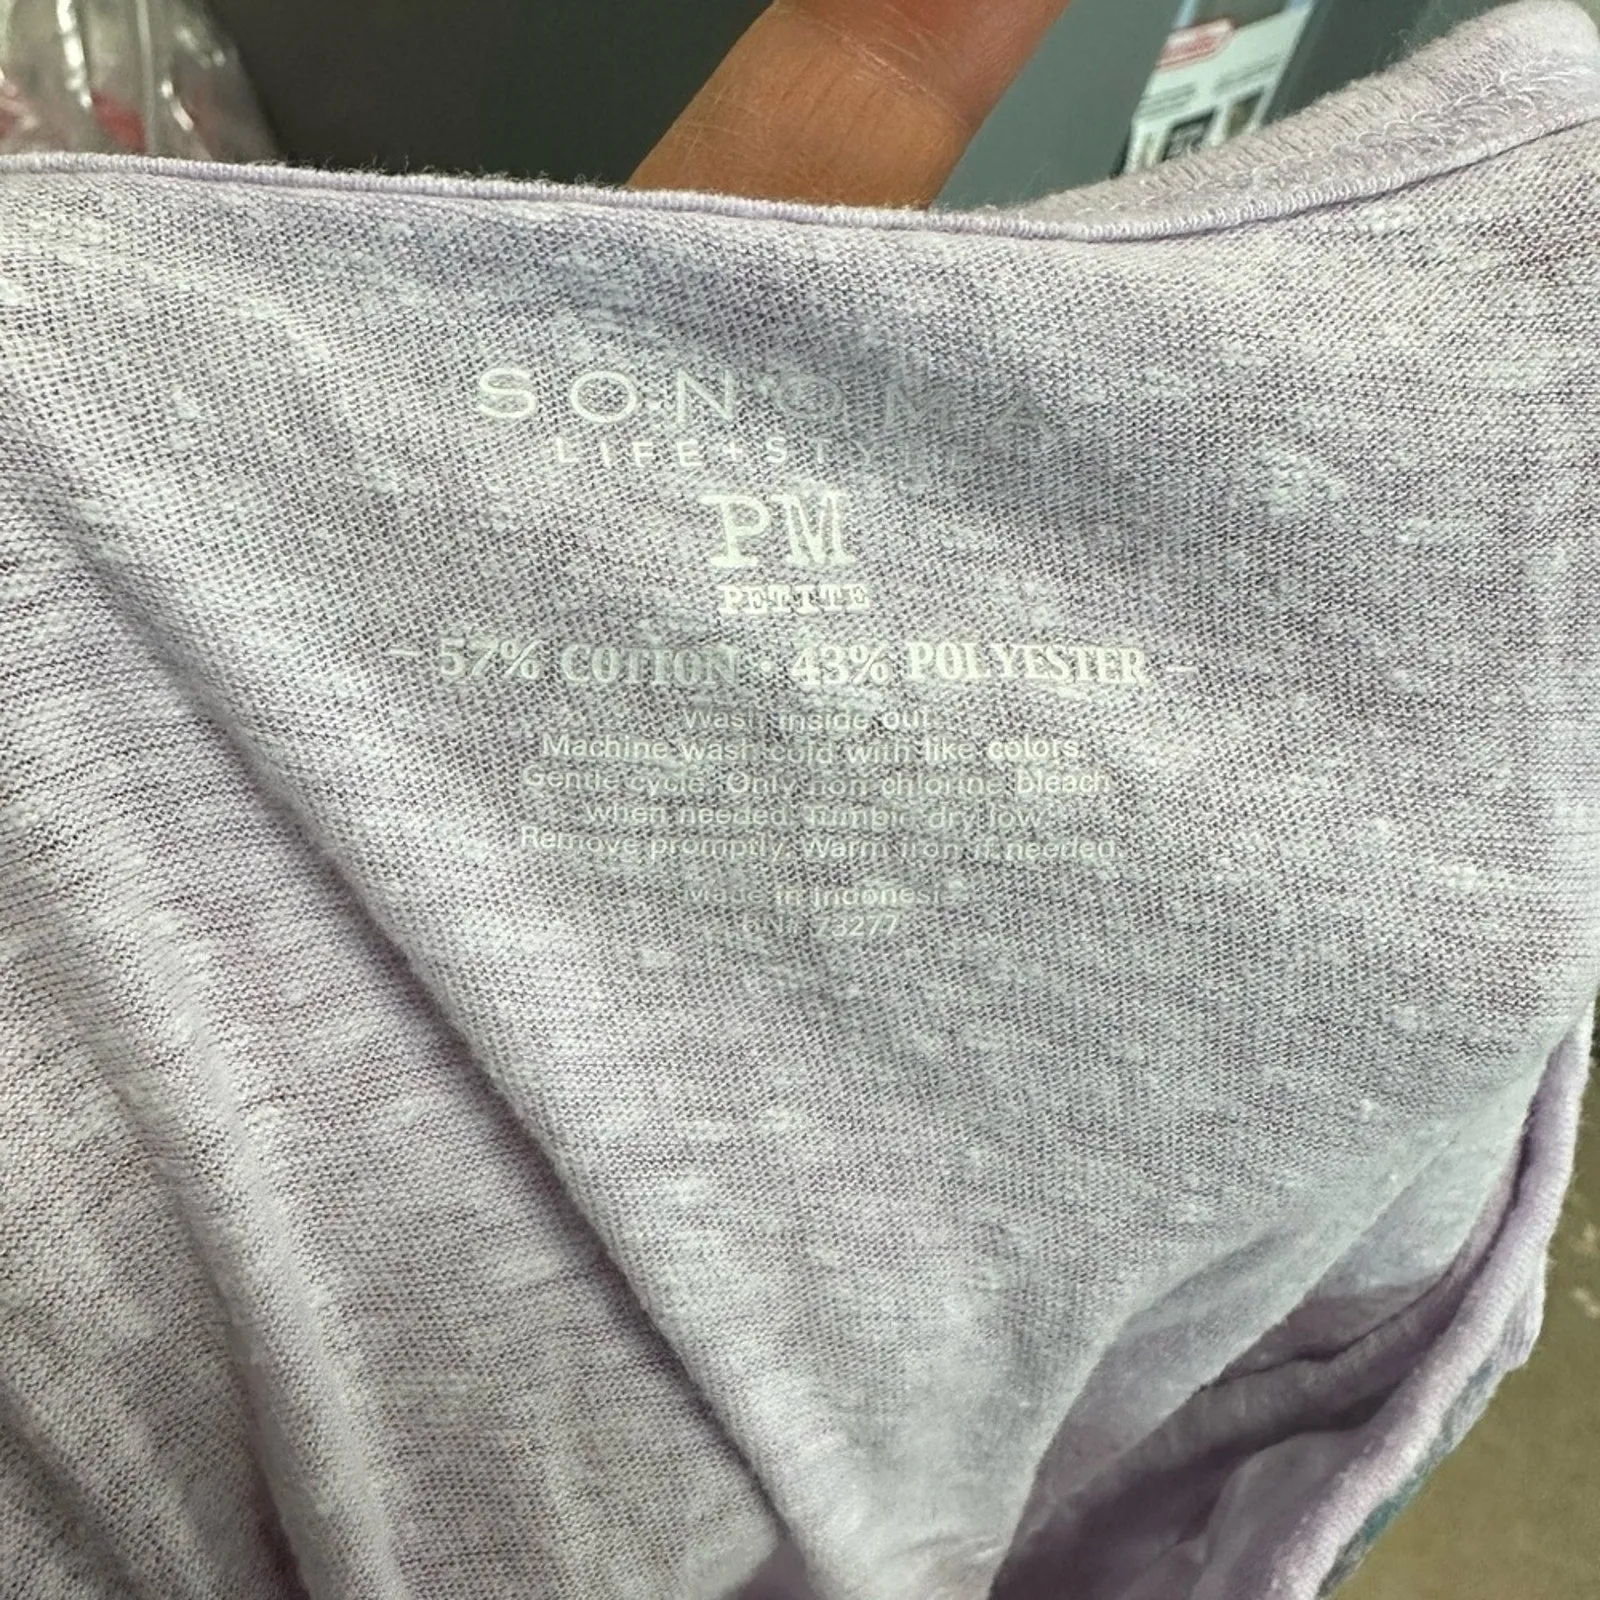 SONOMA
LIFE + STYLE
PM
PETITE
- 57% COTTON • 43% POLYESTER -
Wash inside out.
Machine wash cold with like colors.
Gentle cycle. Only non chlorine bleach
when needed. Tumble dry low.
Remove promptly. Warm iron if needed.
Made in Indonesia
73277